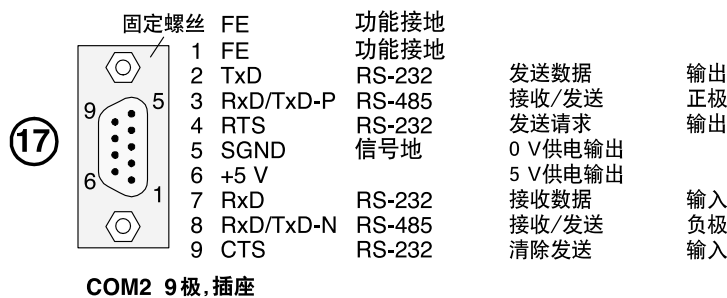 固定螺丝 FE 功能接地
1 FE 功能接地
2 TxD RS-232 发送数据 输出
3 RxD/TxD-P RS-485 接收/发送 正极
4 RTS RS-232 发送请求 输出
5 SGND 信号地 0 V供电输出
6 +5 V 5 V供电输出
7 RxD RS-232 接收数据 输入
8 RxD/TxD-N RS-485 接收/发送 负极
9 CTS RS-232 清除发送 输入
17
9 5
6 1
COM2 9极,插座